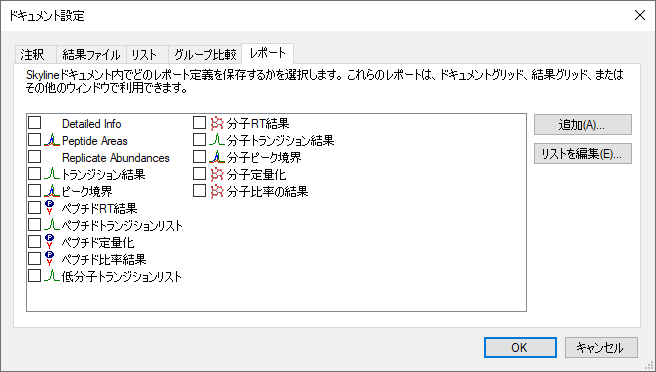 ドキュメント設定
注釈
結果ファイル
リスト
グループ比較
レポート
Skylineドキュメント内でどのレポート定義を保存するかを選択します。これらのレポートは、ドキュメントグリッド、結果グリッド、または
その他のウィンドウで利用できます。
Detailed Info
Peptide Areas
Replicate Abundances
トランジション結果
ピーク境界
ペプチドRT結果
ペプチドトランジションリスト
ペプチド定量化
ペプチド比率結果
低分子トランジションリスト
分子RT結果
分子トランジション結果
分子ピーク境界
分子定量化
分子比率の結果
追加(A)...
リストを編集(E)...
OK
キャンセル